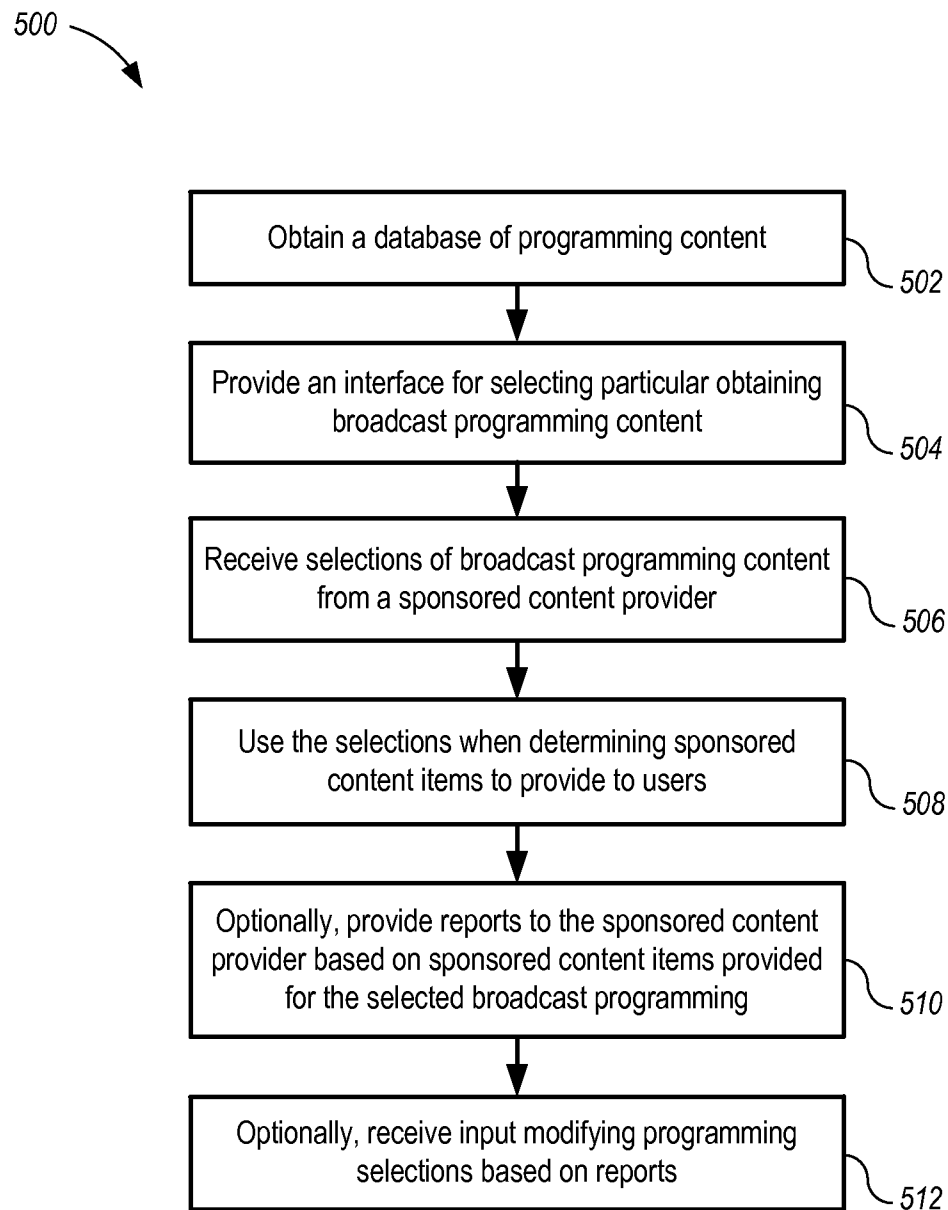 500
Obtain a database of programming content
502
Provide an interface for selecting particular obtaining
broadcast programming content
504
Receive selections of broadcast programming content
from a sponsored content provider
506
Use the selections when determining sponsored
content items to provide to users
508
Optionally, provide reports to the sponsored content
provider based on sponsored content items provided
for the selected broadcast programming
510
Optionally, receive input modifying programming
selections based on reports
512